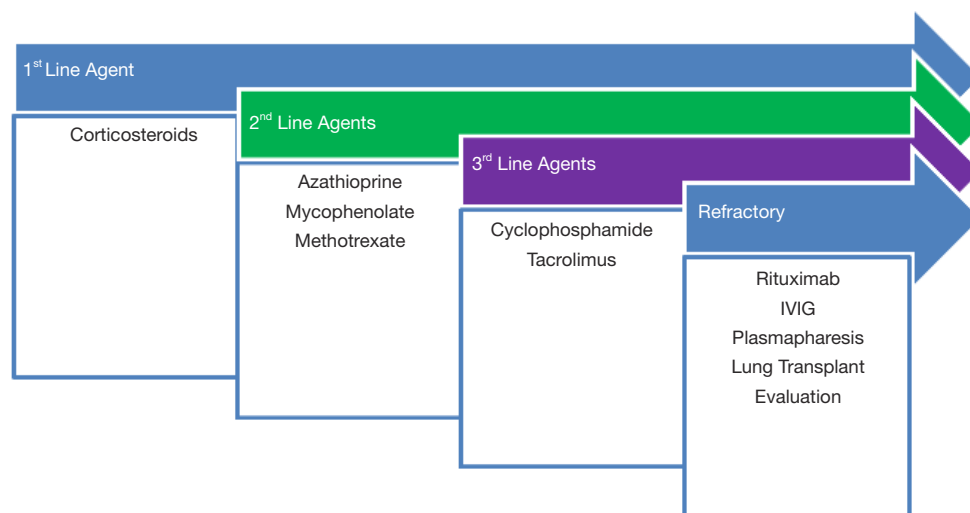 1st Line Agent
Corticosteroids
2nd Line Agents
Azathioprine
Mycophenolate
Methotrexate
3rd Line Agents
Cyclophosphamide
Tacrolimus
Refractory
Rituximab
IVIG
Plasmapharesis
Lung Transplant
Evaluation